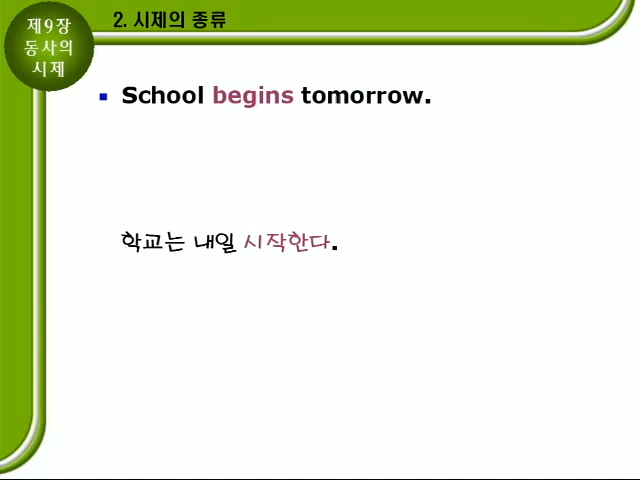 제9장
동사의
시제
2. 시제의 종류
School begins tomorrow.
학교는 내일 시작한다.